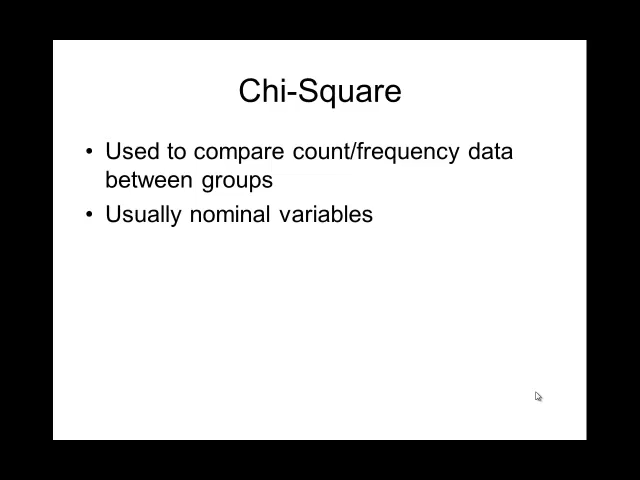 Chi-Square
• Used to compare count/frequency data
between groups
• Usually nominal variables